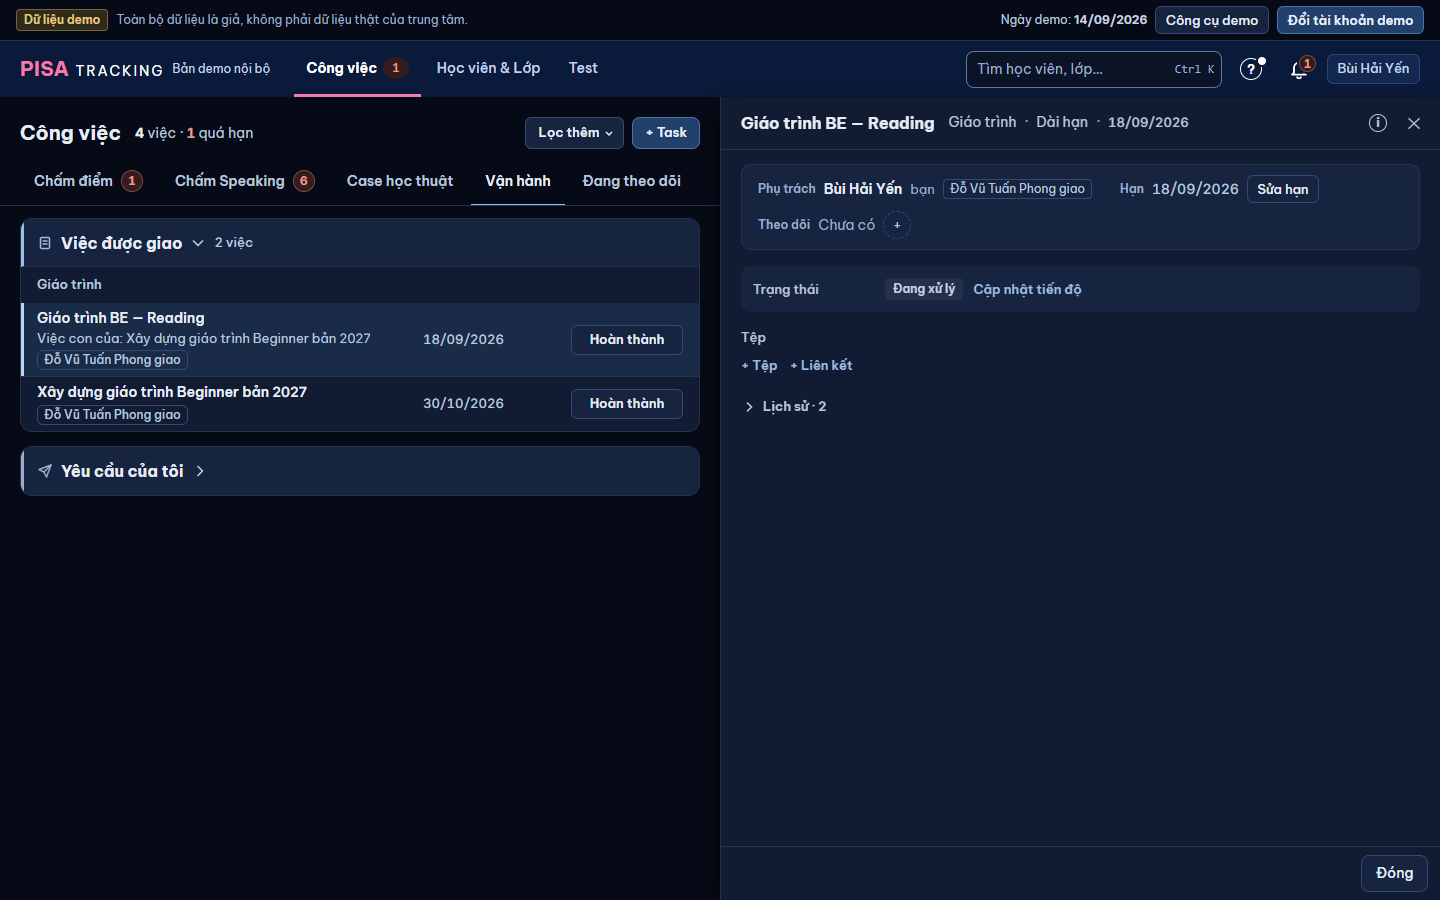 Dữ liệu demo Toàn bộ dữ liệu là giả, không phải dữ liệu thật của trung tâm. Ngày demo: 14/09/2026 Công cụ demo Đổi tài khoản demo
PISA TRACKING Bản demo nội bộ Công việc 1 Học viên & Lớp Test Tìm học viên, lớp... Ctrl K ? 1 Bùi Hải Yến
Công việc 4 việc · 1 quá hạn Lọc thêm + Task
Chấm điểm 1 Chấm Speaking 6 Case học thuật Vận hành Đang theo dõi
Việc được giao 2 việc
Giáo trình
Giáo trình BE — Reading
Việc con của: Xây dựng giáo trình Beginner bản 2027
Đỗ Vũ Tuấn Phong giao
18/09/2026 Hoàn thành
Xây dựng giáo trình Beginner bản 2027
Đỗ Vũ Tuấn Phong giao
30/10/2026 Hoàn thành
Yêu cầu của tôi
Giáo trình BE — Reading Giáo trình · Dài hạn · 18/09/2026
Phụ trách Bùi Hải Yến bạn Đỗ Vũ Tuấn Phong giao Hạn 18/09/2026 Sửa hạn
Theo dõi Chưa có +
Trạng thái Đang xử lý Cập nhật tiến độ
Tệp
+ Tệp + Liên kết
Lịch sử · 2
Đóng